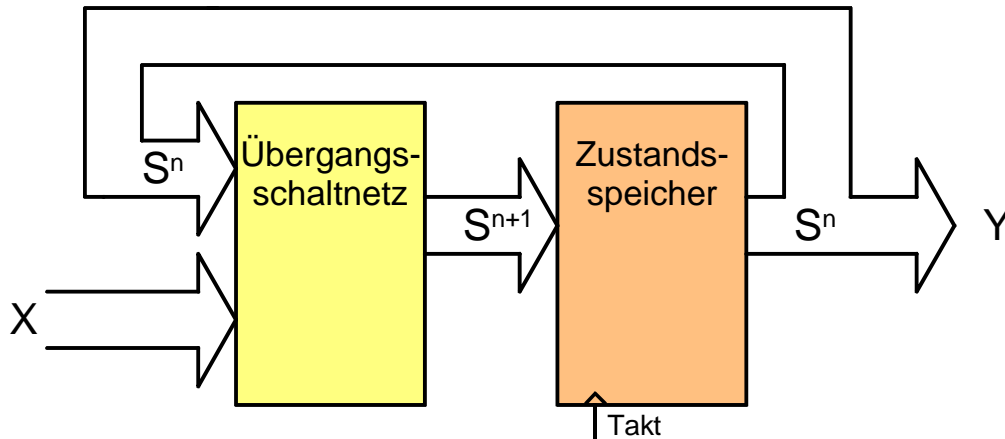 Übergangs-
schaltnetz
Zustands-
speicher
Sⁿ
Sⁿ⁺¹
Sⁿ
Y
X
Takt